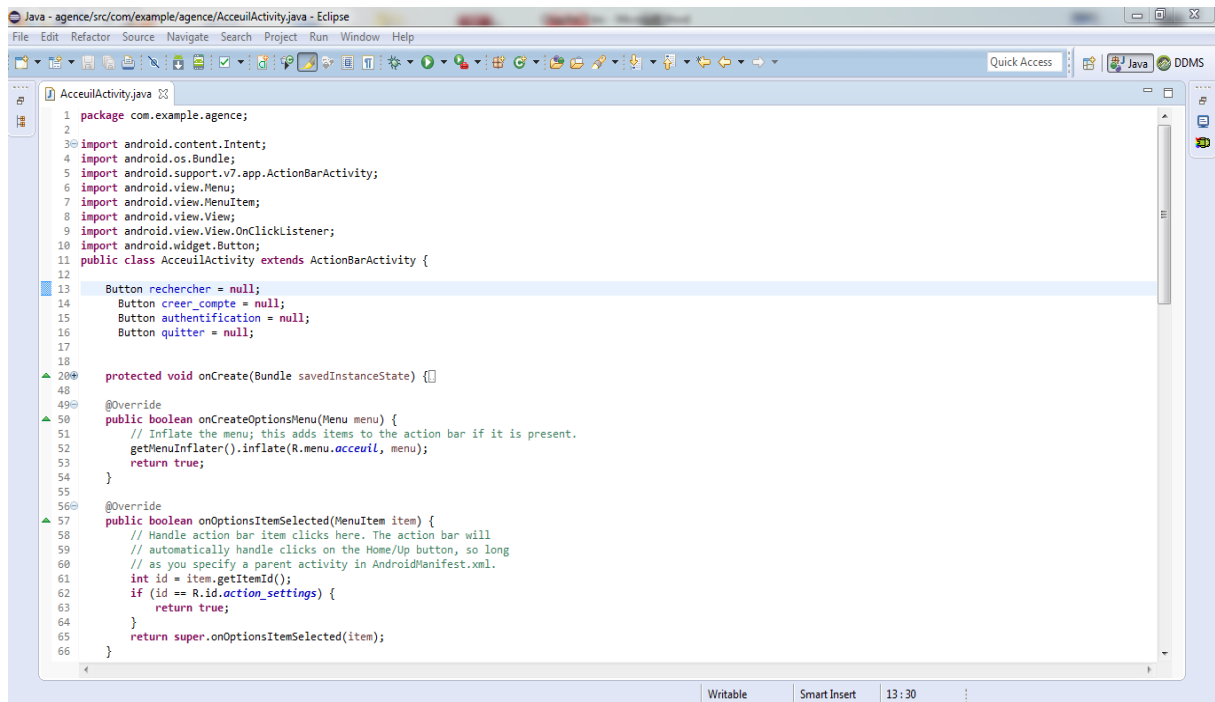 Java - agence/src/com/example/agence/AcceuilActivity.java - Eclipse
File Edit Refactor Source Navigate Search Project Run Window Help
Quick Access Java DDMS
AcceuilActivity.java
1 package com.example.agence;
2
3 import android.content.Intent;
4 import android.os.Bundle;
5 import android.support.v7.app.ActionBarActivity;
6 import android.view.Menu;
7 import android.view.MenuItem;
8 import android.view.View;
9 import android.view.View.OnClickListener;
10 import android.widget.Button;
11 public class AcceuilActivity extends ActionBarActivity {
12
13 Button rechercher = null;
14 Button creer_compte = null;
15 Button authentification = null;
16 Button quitter = null;
17
18
20 protected void onCreate(Bundle savedInstanceState) {
48
49 @Override
50 public boolean onCreateOptionsMenu(Menu menu) {
51 // Inflate the menu; this adds items to the action bar if it is present.
52 getMenuInflater().inflate(R.menu.acceuil, menu);
53 return true;
54 }
55
56 @Override
57 public boolean onOptionsItemSelected(MenuItem item) {
58 // Handle action bar item clicks here. The action bar will
59 // automatically handle clicks on the Home/Up button, so long
60 // as you specify a parent activity in AndroidManifest.xml.
61 int id = item.getItemId();
62 if (id == R.id.action_settings) {
63 return true;
64 }
65 return super.onOptionsItemSelected(item);
66 }
Writable Smart Insert 13 : 30